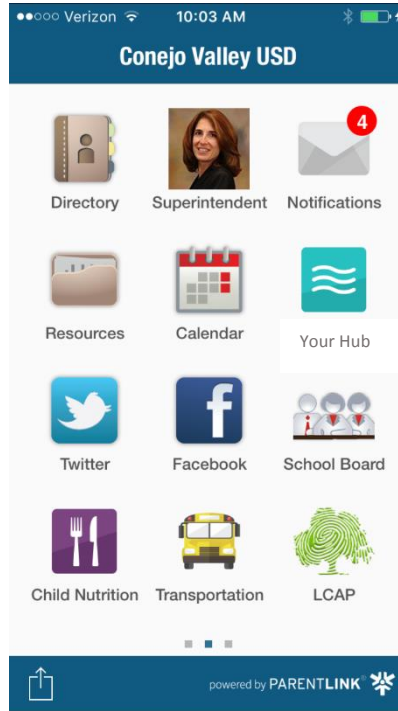 Verizon 10:03 AM
Conejo Valley USD
4
Directory Superintendent Notifications
Resources Calendar Your Hub
Twitter Facebook School Board
Child Nutrition Transportation LCAP
powered by PARENTLINK